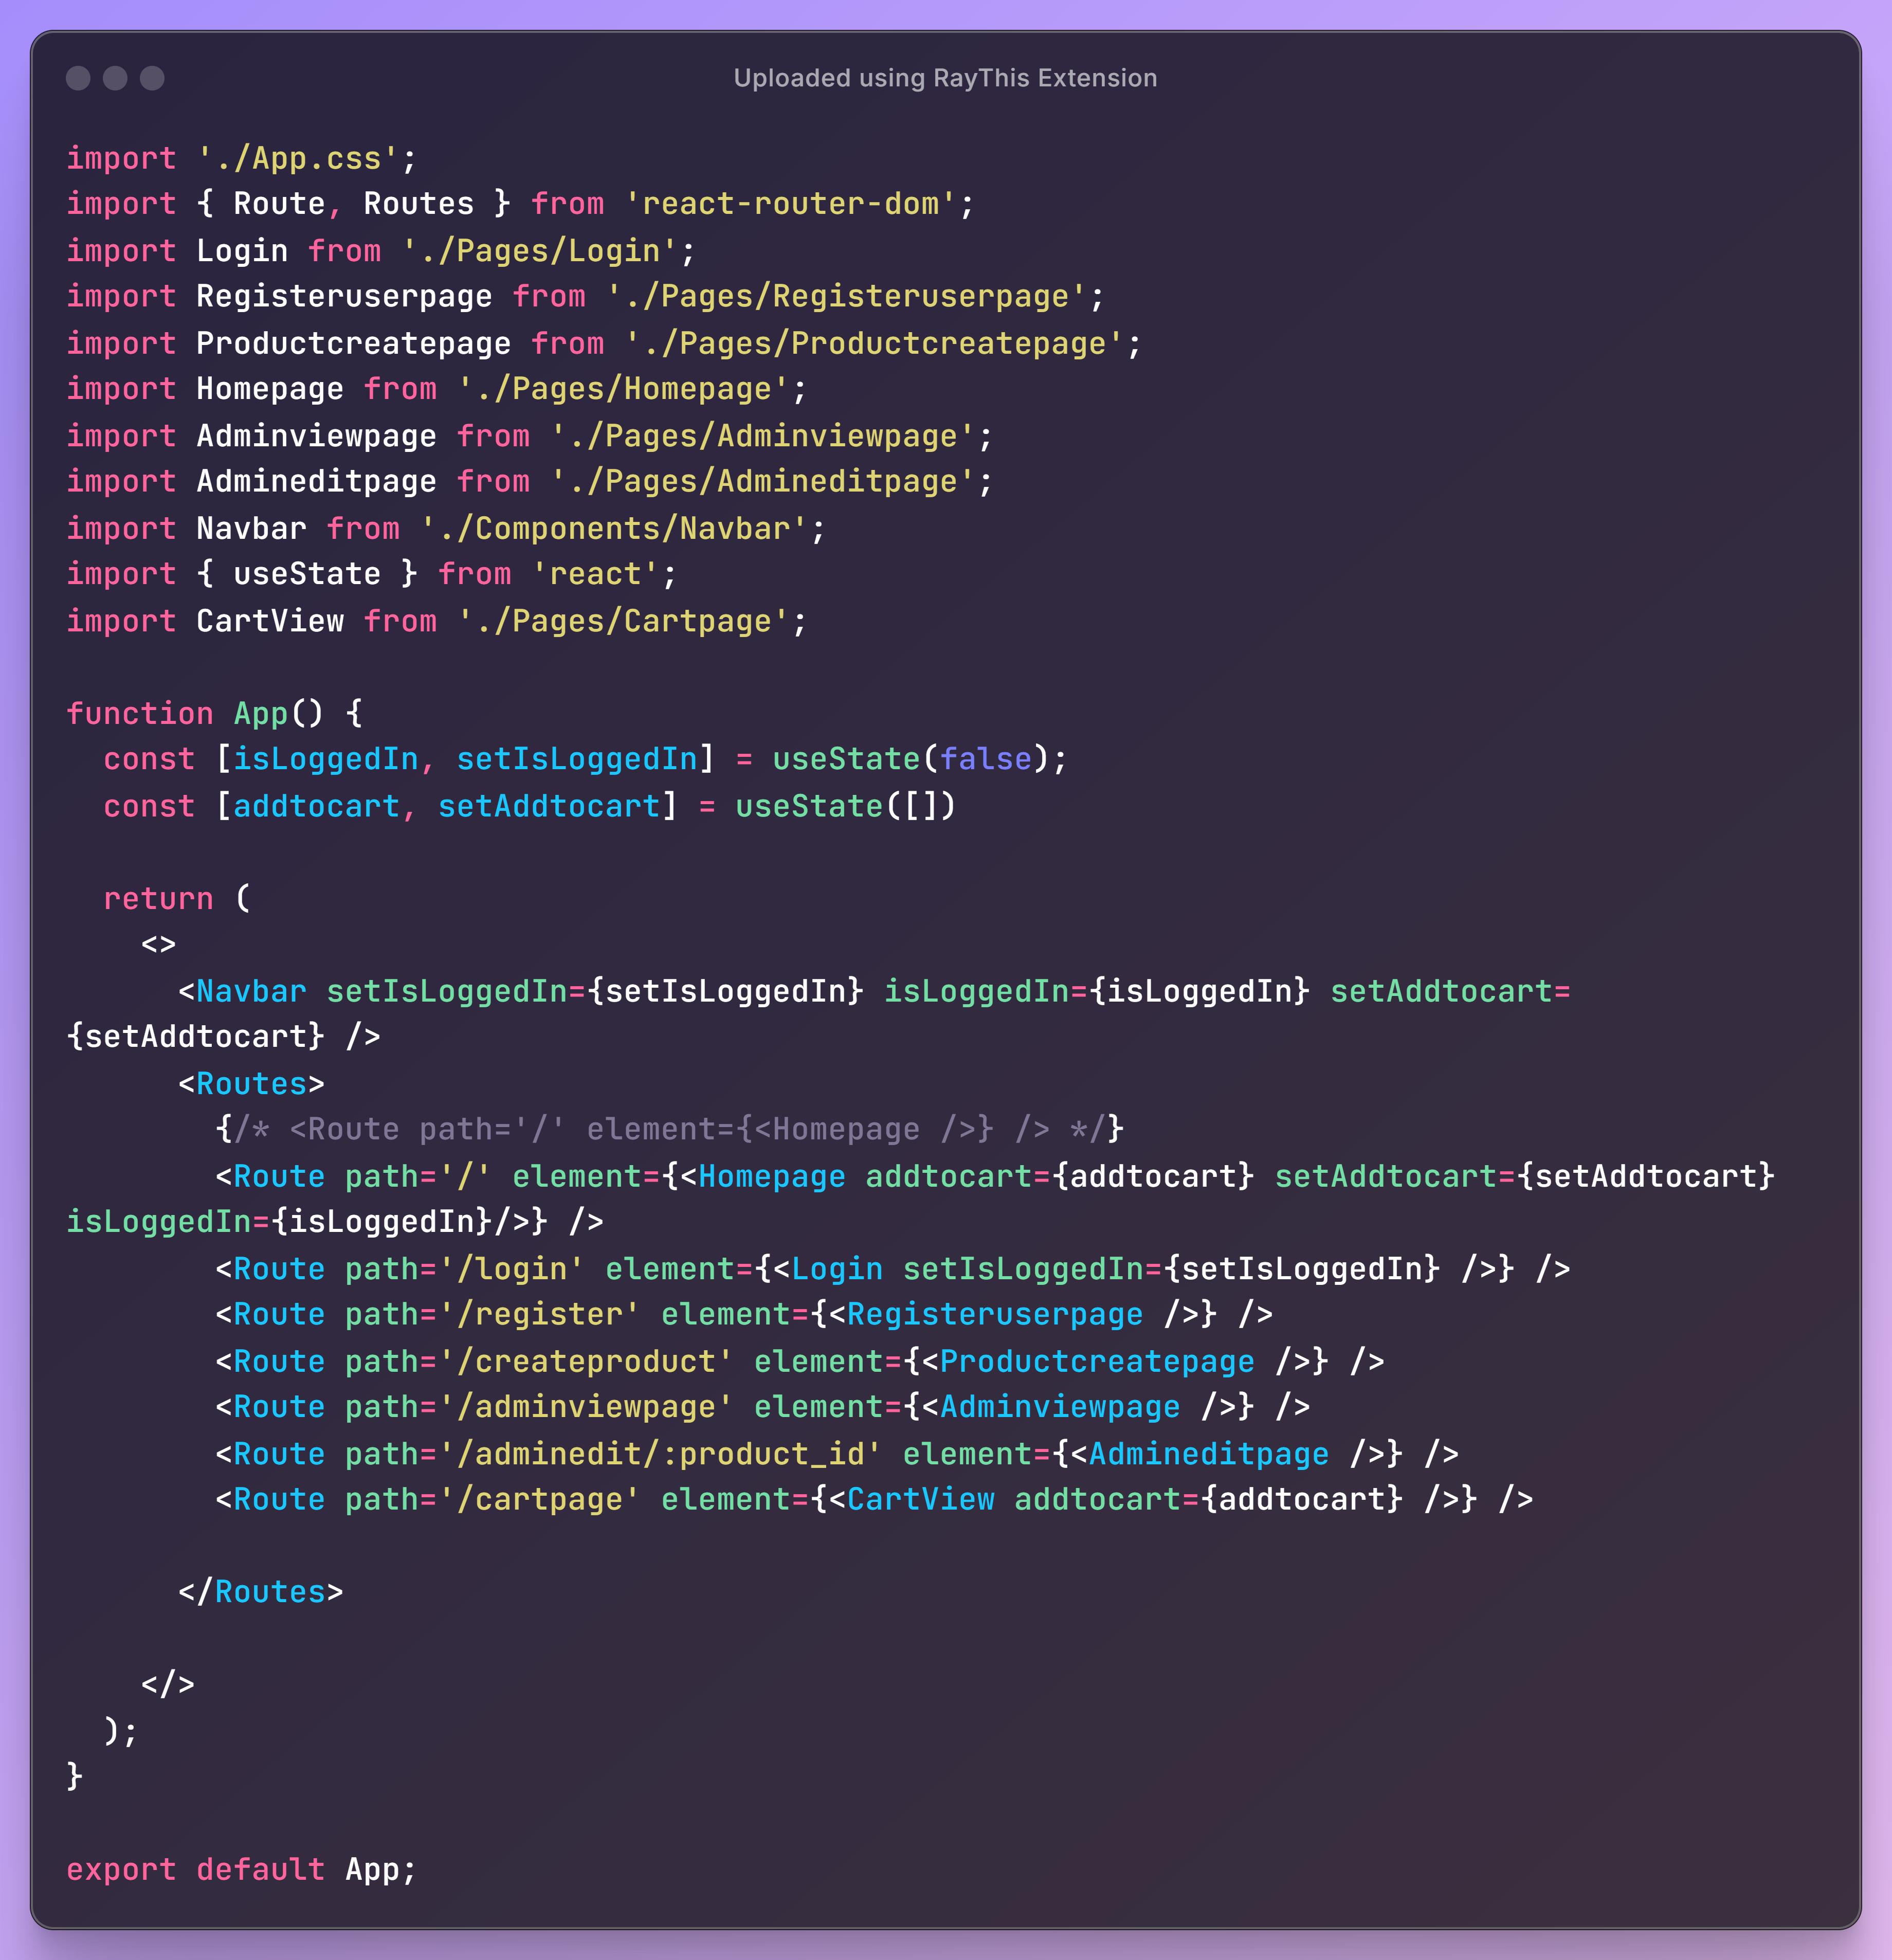 Uploaded using RayThis Extension
import './App.css';
import { Route, Routes } from 'react-router-dom';
import Login from './Pages/Login';
import Registeruserpage from './Pages/Registeruserpage';
import Productcreatepage from './Pages/Productcreatepage';
import Homepage from './Pages/Homepage';
import Adminviewpage from './Pages/Adminviewpage';
import Admineditpage from './Pages/Admineditpage';
import Navbar from './Components/Navbar';
import { useState } from 'react';
import CartView from './Pages/Cartpage';

function App() {
  const [isLoggedIn, setIsLoggedIn] = useState(false);
  const [addtocart, setAddtocart] = useState([])

  return (
    <>
      <Navbar setIsLoggedIn={setIsLoggedIn} isLoggedIn={isLoggedIn} setAddtocart=
{setAddtocart} />
      <Routes>
        {/* <Route path='/' element={<Homepage />} /> */}
        <Route path='/' element={<Homepage addtocart={addtocart} setAddtocart={setAddtocart}
isLoggedIn={isLoggedIn}/>} />
        <Route path='/login' element={<Login setIsLoggedIn={setIsLoggedIn} />} />
        <Route path='/register' element={<Registeruserpage />} />
        <Route path='/createproduct' element={<Productcreatepage />} />
        <Route path='/adminviewpage' element={<Adminviewpage />} />
        <Route path='/adminedit/:product_id' element={<Admineditpage />} />
        <Route path='/cartpage' element={<CartView addtocart={addtocart} />} />

      </Routes>

    </>
  );
}

export default App;